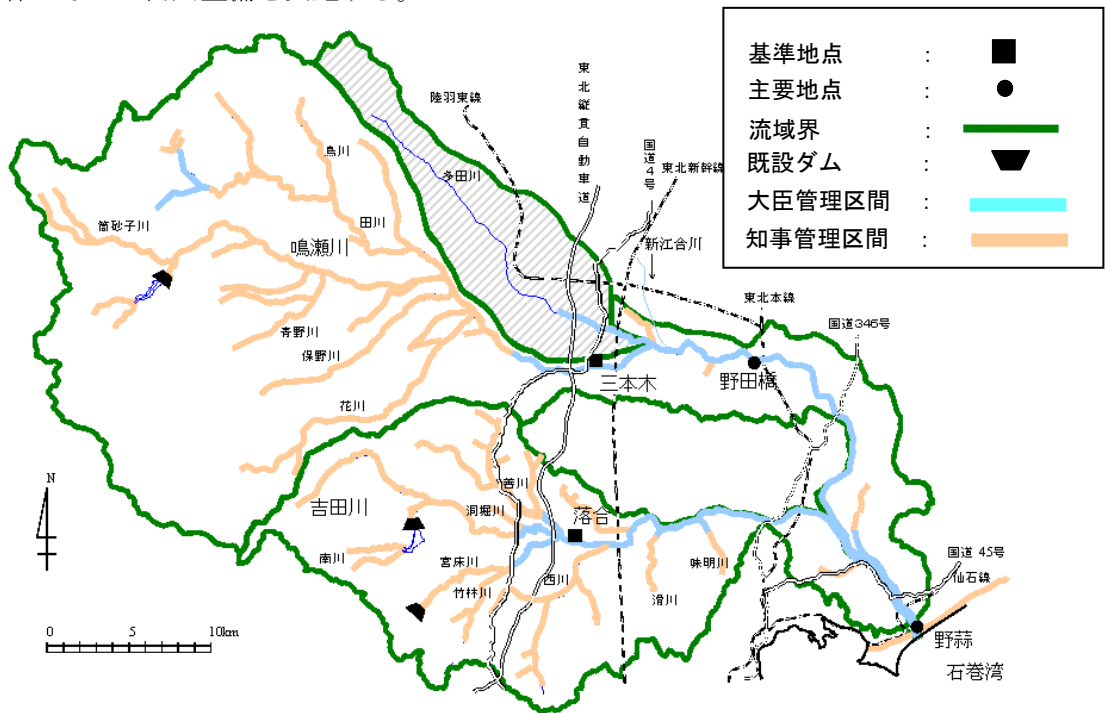 基準地点 : ■
主要地点 : ●
流域界 :
既設ダム :
大臣管理区間 :
知事管理区間 :
陸羽東線
東北縦貫自動車道
国道4号
東北新幹線
新江合川
多田川
鳥川
田川
筒砂子川
鳴瀬川
東北本線
国道346号
青野川
保野川
三本木
野田橋
花川
N
吉田川
善川
洞堀川
落合
南川
宮床川
西川
味明川
竹林川
滑川
国道 45号
仙石線
0 5 10km
野蒜
石巻湾